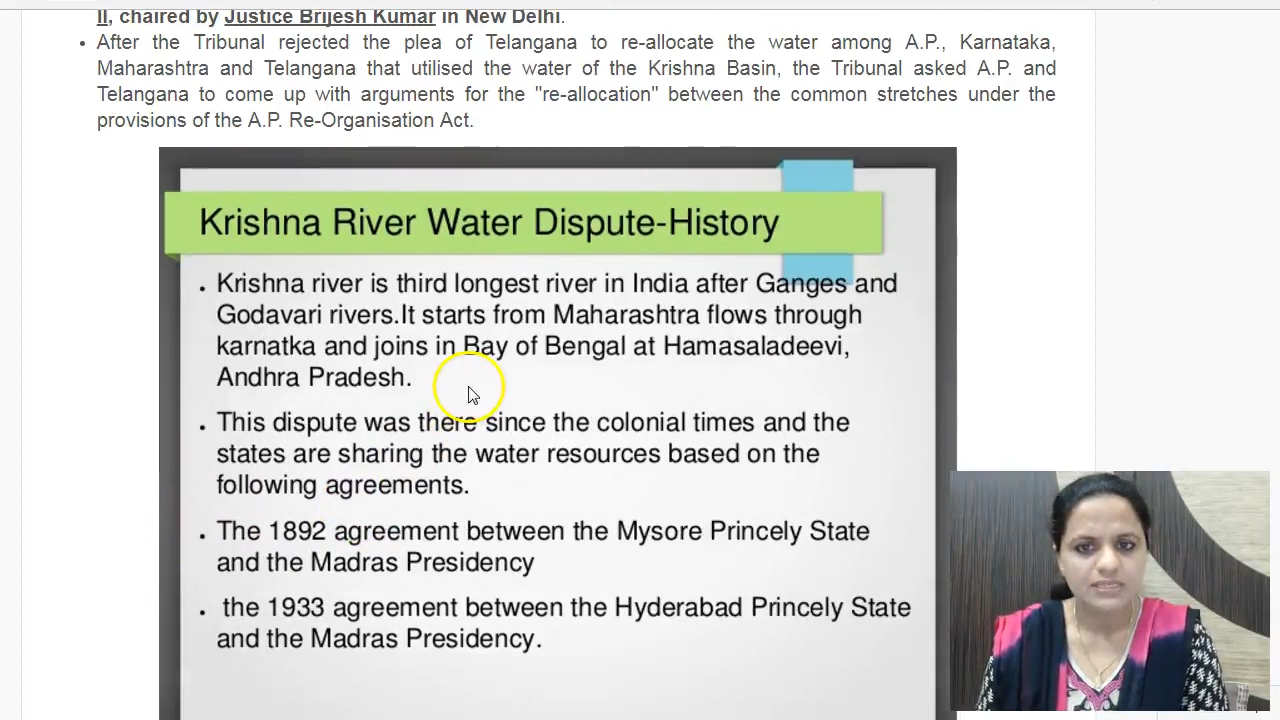 II, chaired by Justice Brijesh Kumar in New Delhi.
• After the Tribunal rejected the plea of Telangana to re-allocate the water among A.P., Karnataka,
Maharashtra and Telangana that utilised the water of the Krishna Basin, the Tribunal asked A.P. and
Telangana to come up with arguments for the "re-allocation" between the common stretches under the
provisions of the A.P. Re-Organisation Act.
Krishna River Water Dispute-History
• Krishna river is third longest river in India after Ganges and
Godavari rivers.It starts from Maharashtra flows through
karnatka and joins in Bay of Bengal at Hamasaladeevi,
Andhra Pradesh.
• This dispute was there since the colonial times and the
states are sharing the water resources based on the
following agreements.
• The 1892 agreement between the Mysore Princely State
and the Madras Presidency
• the 1933 agreement between the Hyderabad Princely State
and the Madras Presidency.